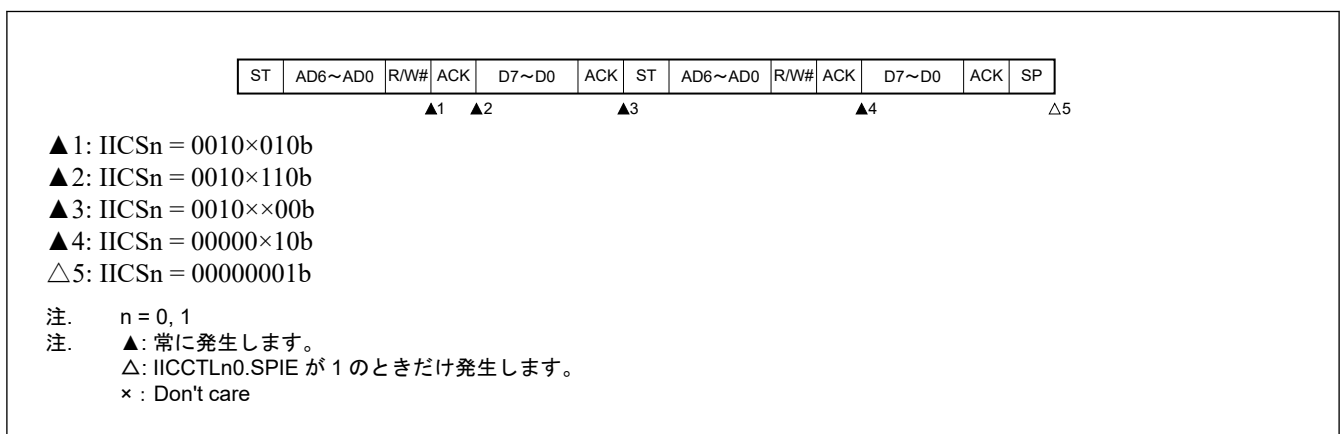 ST AD6～AD0 R/W# ACK D7～D0 ACK ST AD6～AD0 R/W# ACK D7～D0 ACK SP
▲1 ▲2 ▲3 ▲4 △5
▲1: IICSn = 0010×010b
▲2: IICSn = 0010×110b
▲3: IICSn = 0010××00b
▲4: IICSn = 00000×10b
△5: IICSn = 00000001b
注. n = 0, 1
注. ▲: 常に発生します。
△: IICCTLn0.SPIE が 1 のときだけ発生します。
×：Don't care